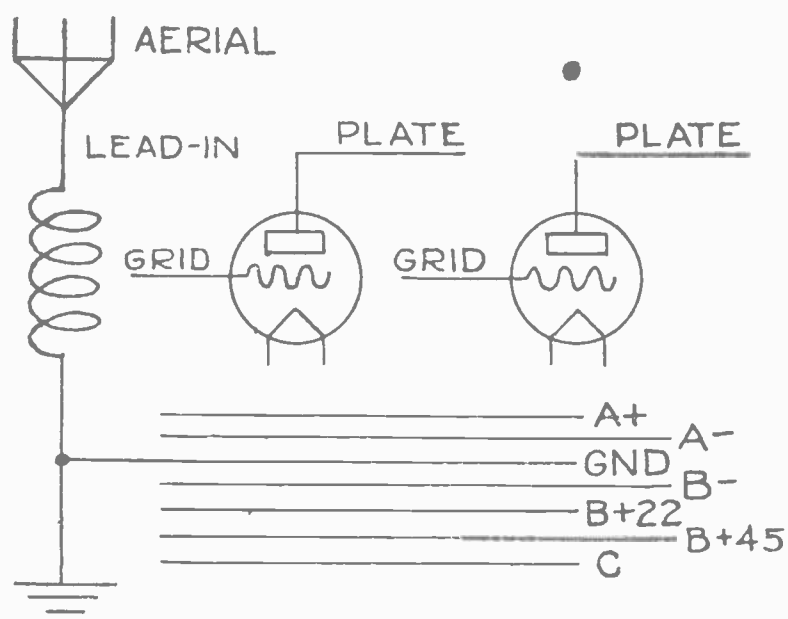 AERIAL
LEAD-IN
PLATE
PLATE
GRID
GRID
A+
A-
GND
B-
B+22
B+45
C